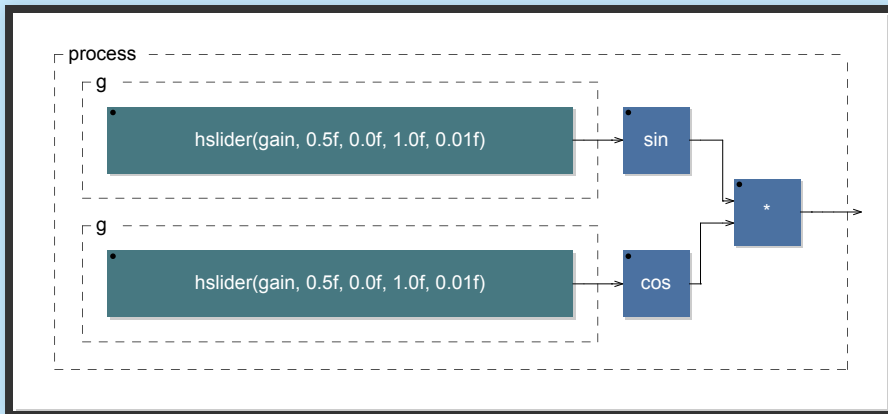 process
g
hslider(gain, 0.5f, 0.0f, 1.0f, 0.01f)
sin
*
g
hslider(gain, 0.5f, 0.0f, 1.0f, 0.01f)
cos